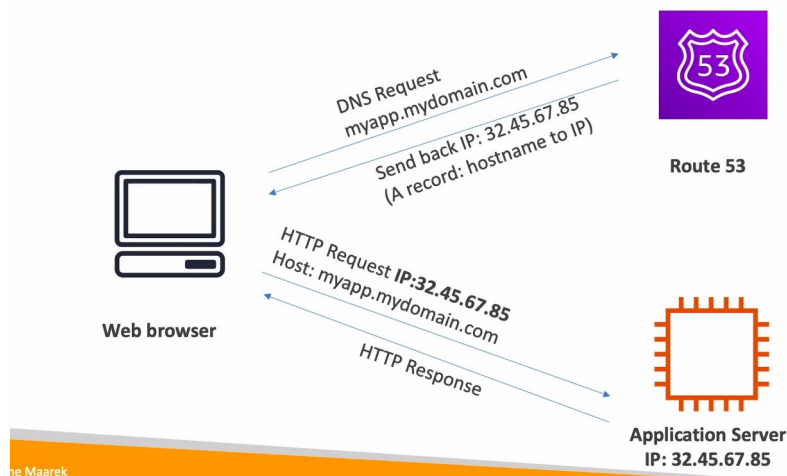 53
DNS Request
myapp.mydomain.com
Send back IP: 32.45.67.85
(A record: hostname to IP)
Route 53
HTTP Request IP:32.45.67.85
Host: myapp.mydomain.com
HTTP Response
Web browser
Application Server
IP: 32.45.67.85
Maarek